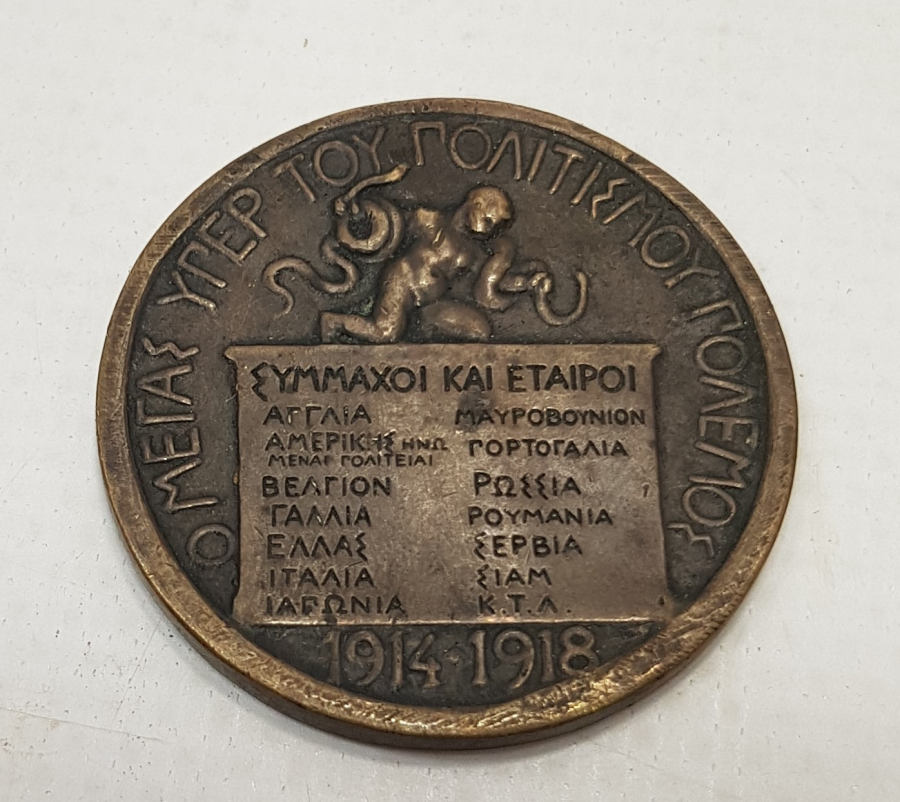 Ο ΜΕΓΑΣ ΥΠΕΡ ΤΟΥ ΠΟΛΙΤΙΣΜΟΥ ΠΟΛΕΜΟΣ
ΣΥΜΜΑΧΟΙ ΚΑΙ ΕΤΑΙΡΟΙ
ΑΓΓΛΙΑ
ΑΜΕΡΙΚΗΣ ΗΝΩ
ΜΕΝΑΙ ΠΟΛΙΤΕΙΑΙ
ΒΕΛΓΙΟΝ
ΓΑΛΛΙΑ
ΕΛΛΑΣ
ΙΤΑΛΙΑ
ΙΑΠΩΝΙΑ
ΜΑΥΡΟΒΟΥΝΙΟΝ
ΠΟΡΤΟΓΑΛΙΑ
ΡΩΣΣΙΑ
ΡΟΥΜΑΝΙΑ
ΣΕΡΒΙΑ
ΣΙΑΜ
Κ.Τ.Λ.
1914·1918